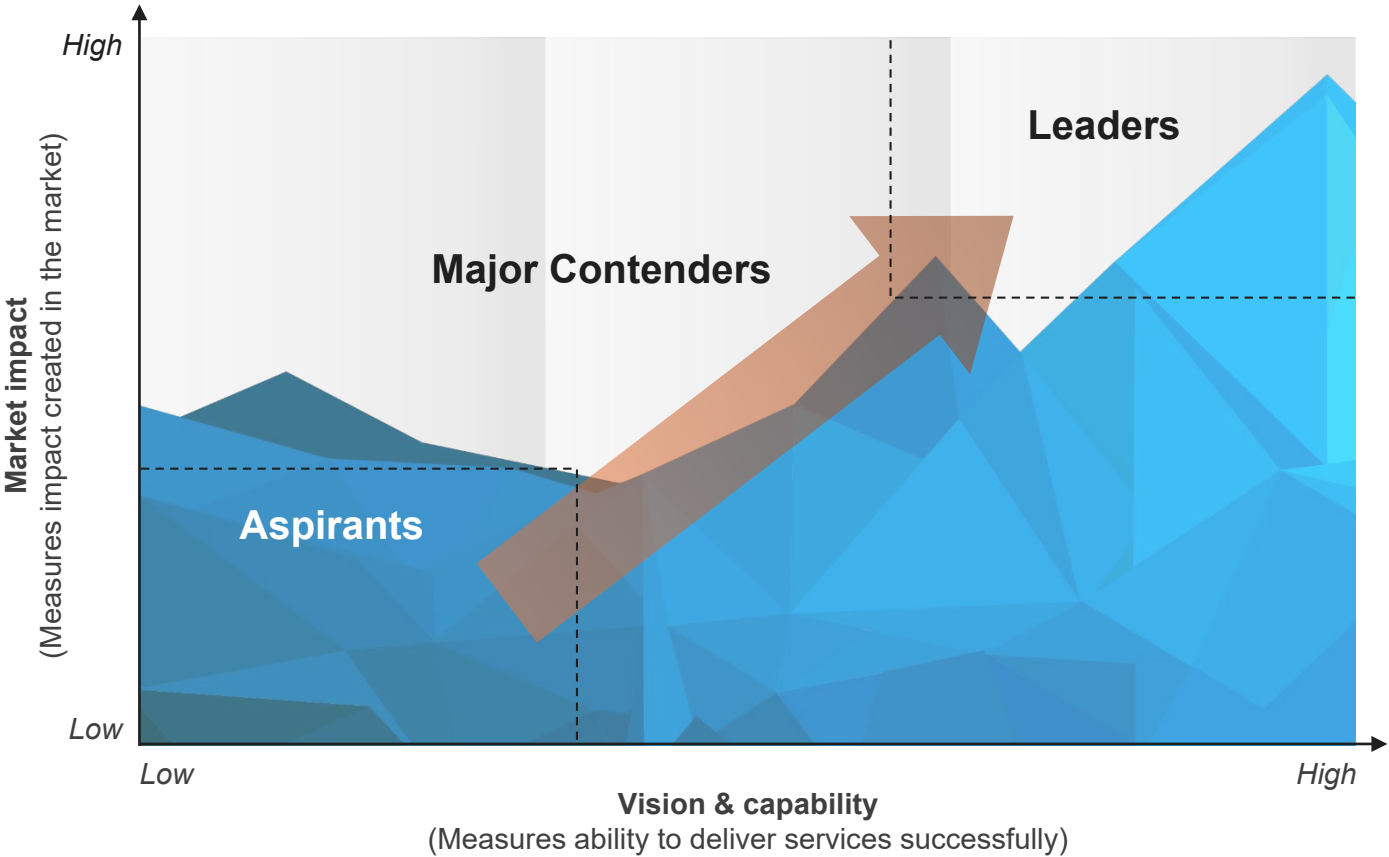 High
Leaders
Major Contenders
Market impact
(Measures impact created in the market)
Aspirants
Low
Low
High
Vision & capability
(Measures ability to deliver services successfully)